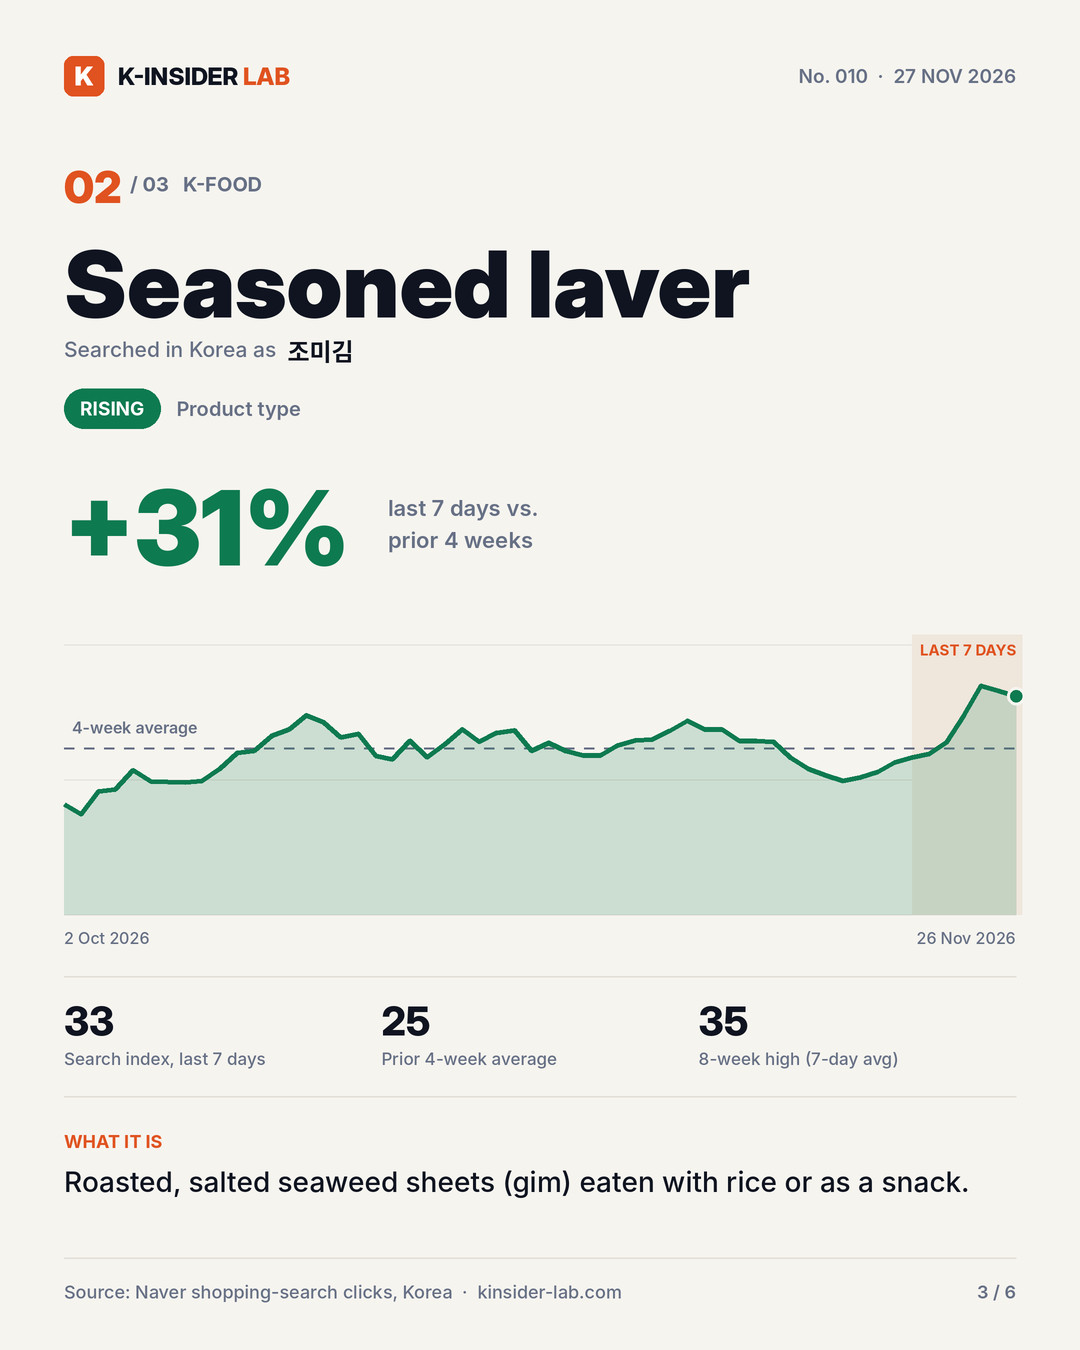 K K-INSIDER LAB
No. 010 · 27 NOV 2026
02 / 03 K-FOOD
Seasoned laver
Searched in Korea as 조미김
RISING Product type
+31%
last 7 days vs.
prior 4 weeks
LAST 7 DAYS
4-week average
2 Oct 2026
26 Nov 2026
33
Search index, last 7 days
25
Prior 4-week average
35
8-week high (7-day avg)
WHAT IT IS
Roasted, salted seaweed sheets (gim) eaten with rice or as a snack.
Source: Naver shopping-search clicks, Korea · kinsider-lab.com
3 / 6